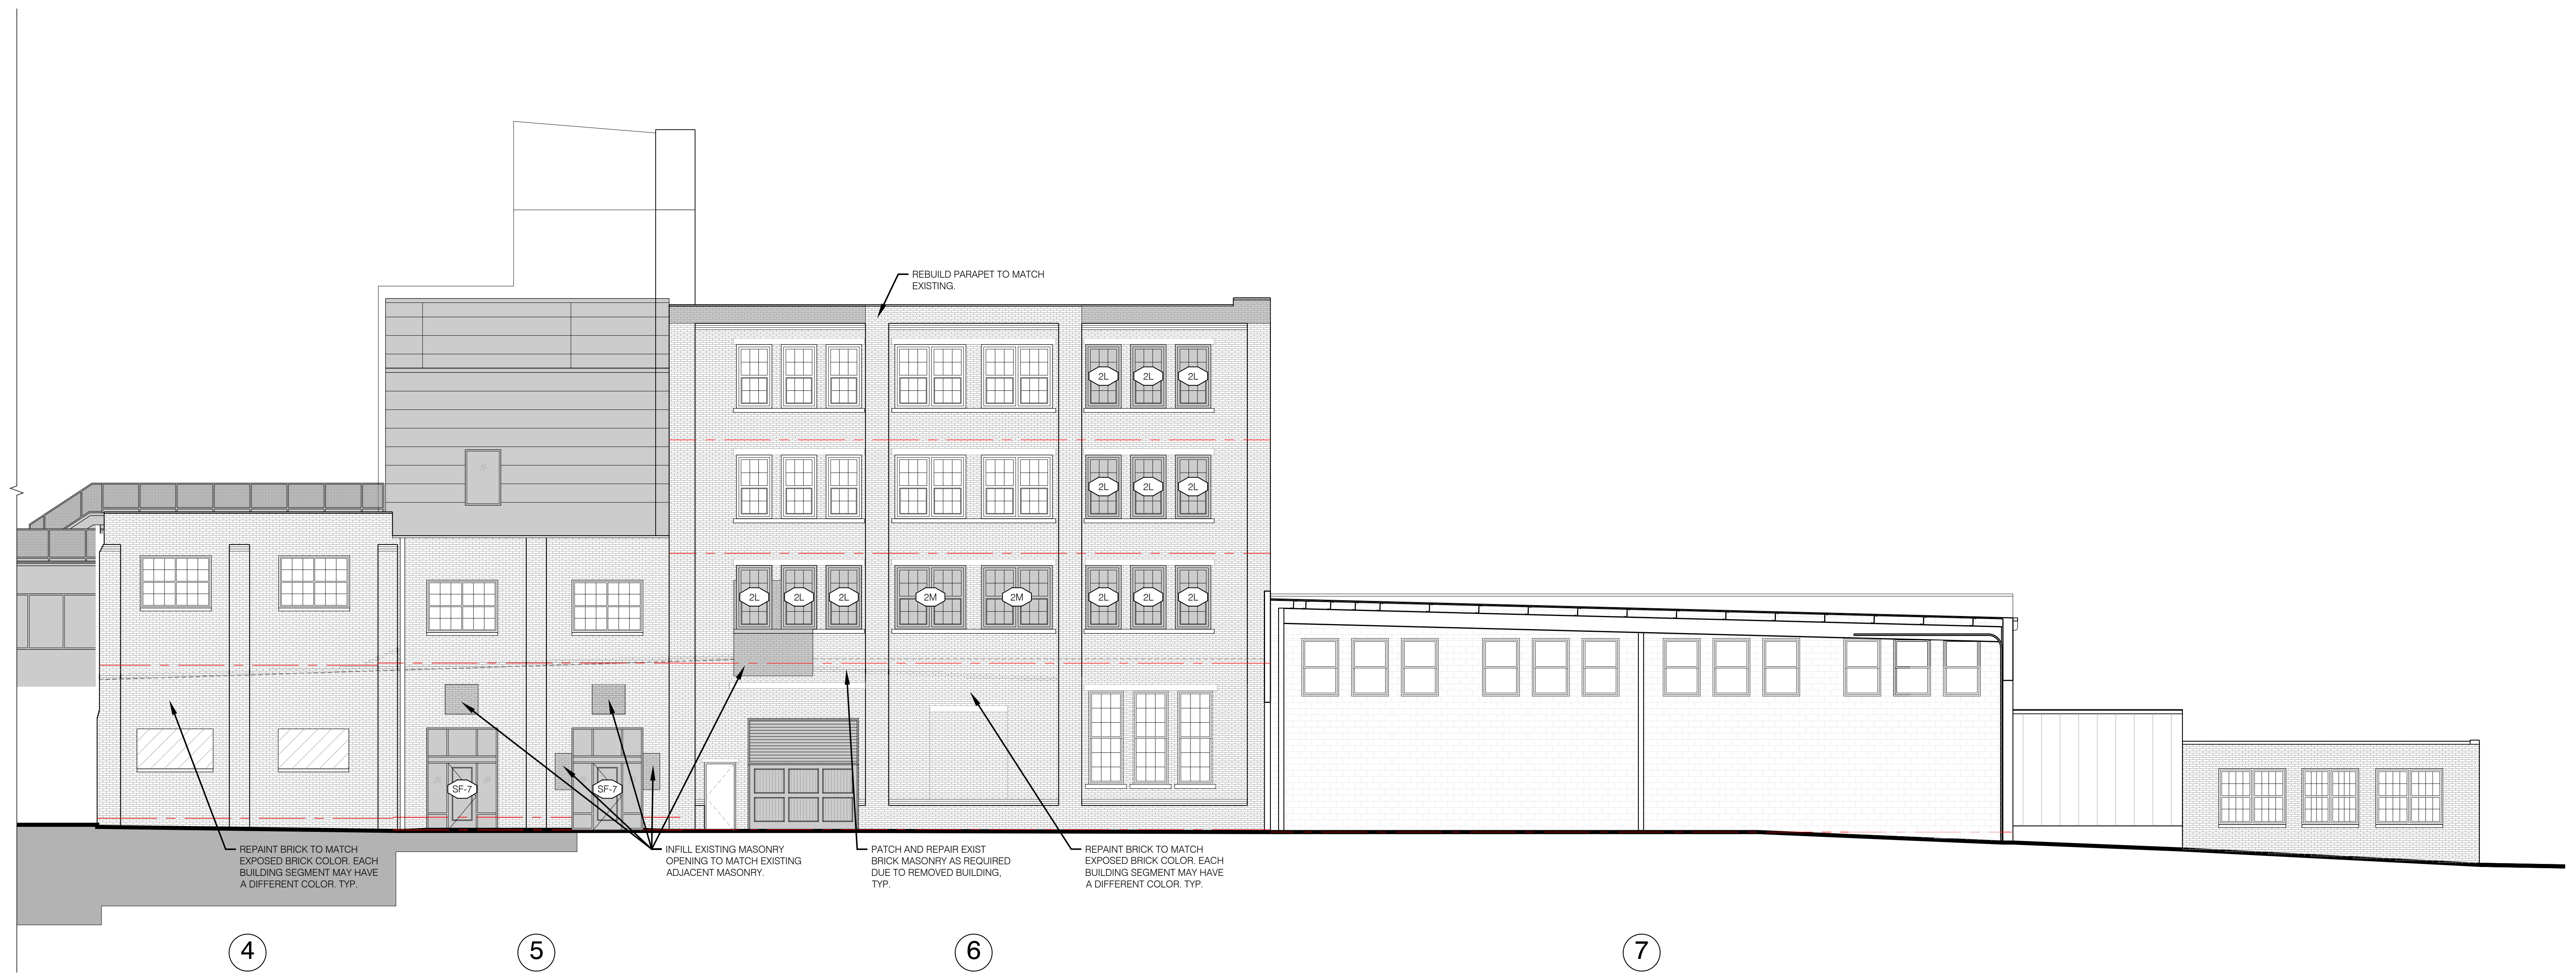 REBUILD PARAPET TO MATCH
EXISTING.
2L 2L 2L
2L 2L 2L
2L 2L 2L 2M 2M 2L 2L 2L
SF-7 SF-7
REPAINT BRICK TO MATCH
EXPOSED BRICK COLOR. EACH
BUILDING SEGMENT MAY HAVE
A DIFFERENT COLOR. TYP.
INFILL EXISTING MASONRY
OPENING TO MATCH EXISTING
ADJACENT MASONRY.
PATCH AND REPAIR EXIST
BRICK MASONRY AS REQUIRED
DUE TO REMOVED BUILDING,
TYP.
REPAINT BRICK TO MATCH
EXPOSED BRICK COLOR. EACH
BUILDING SEGMENT MAY HAVE
A DIFFERENT COLOR. TYP.
4 5 6 7